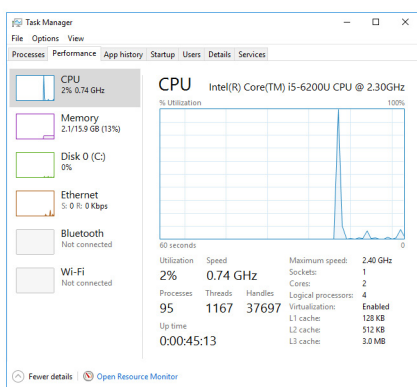 Task Manager
File Options View
Processes Performance App history Startup Users Details Services
CPU
2% 0.74 GHz
Memory
2.1/15.9 GB (13%)
Disk 0 (C:)
0%
Ethernet
S: 0 R: 0 Kbps
Bluetooth
Not connected
Wi-Fi
Not connected
CPU Intel(R) Core(TM) i5-6200U CPU @ 2.30GHz
% Utilization 100%
60 seconds 0
Utilization Speed
2% 0.74 GHz
Processes Threads Handles
95 1167 37697
Up time
0:00:45:13
Maximum speed: 2.40 GHz
Sockets: 1
Cores: 2
Logical processors: 4
Virtualization: Enabled
L1 cache: 128 KB
L2 cache: 512 KB
L3 cache: 3.0 MB
Fewer details Open Resource Monitor